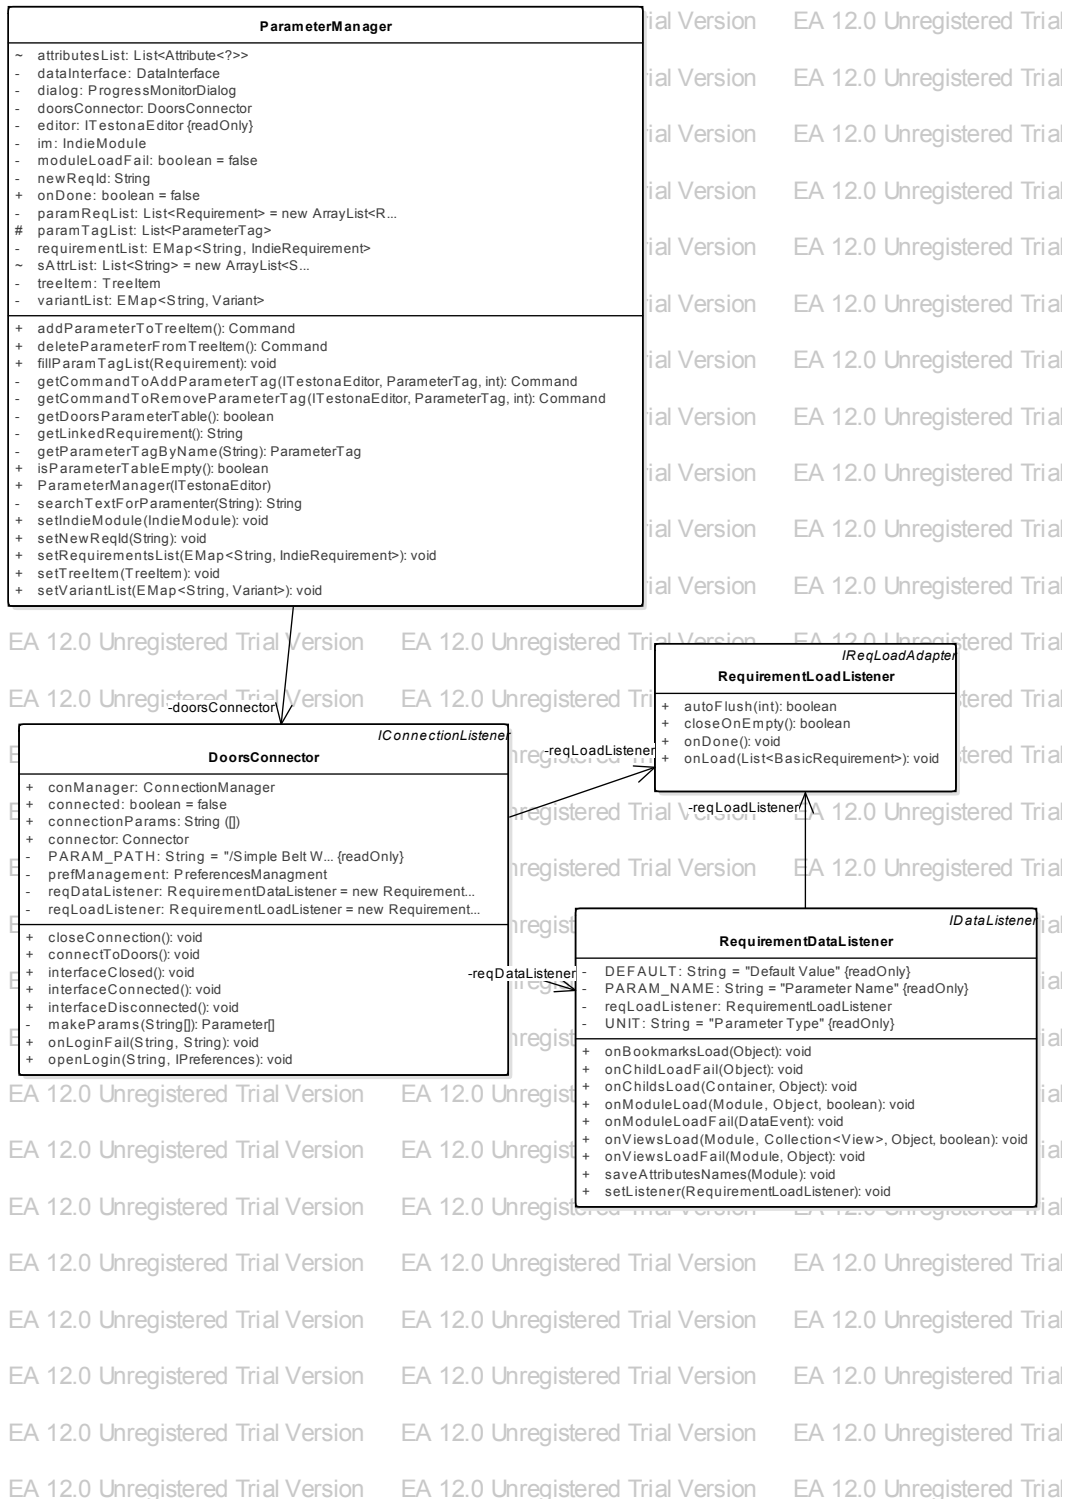 ParameterManager
~ attributesList: List<Attribute<?>>
- dataInterface: DataInterface
- dialog: ProgressMonitorDialog
- doorsConnector: DoorsConnector
- editor: ITestonaEditor {readOnly}
- im: IndieModule
- moduleLoadFail: boolean = false
- newReqId: String
+ onDone: boolean = false
- paramReqList: List<Requirement> = new ArrayList<R...
# paramTagList: List<ParameterTag>
- requirementList: EMap<String, IndieRequirement>
~ sAttrList: List<String> = new ArrayList<S...
- treeItem: TreeItem
- variantList: EMap<String, Variant>
+ addParameterToTreeItem(): Command
+ deleteParameterFromTreeItem(): Command
+ fillParamTagList(Requirement): void
- getCommandToAddParameterTag(ITestonaEditor, ParameterTag, int): Command
- getCommandToRemoveParameterTag(ITestonaEditor, ParameterTag, int): Command
- getDoorsParameterTable(): boolean
- getLinkedRequirement(): String
- getParameterTagByName(String): ParameterTag
+ isParameterTableEmpty(): boolean
+ ParameterManager(ITestonaEditor)
- searchTextForParamenter(String): String
+ setIndieModule(IndieModule): void
+ setNewReqId(String): void
+ setRequirementsList(EMap<String, IndieRequirement>): void
+ setTreeItem(TreeItem): void
+ setVariantList(EMap<String, Variant>): void
-doorsConnector
IReqLoadAdapter
RequirementLoadListener
+ autoFlush(int): boolean
+ closeOnEmpty(): boolean
+ onDone(): void
+ onLoad(List<BasicRequirement>): void
-reqLoadListener
-reqLoadListener
IConnectionListener
DoorsConnector
+ conManager: ConnectionManager
+ connected: boolean = false
+ connectionParams: String ([])
+ connector: Connector
- PARAM_PATH: String = "/Simple Belt W... {readOnly}
- prefManagement: PreferencesManagment
- reqDataListener: RequirementDataListener = new Requirement...
- reqLoadListener: RequirementLoadListener = new Requirement...
+ closeConnection(): void
+ connectToDoors(): void
+ interfaceClosed(): void
+ interfaceConnected(): void
+ interfaceDisconnected(): void
- makeParams(String[]): Parameter[]
+ onLoginFail(String, String): void
+ openLogin(String, IPreferences): void
-reqDataListener
IDataListener
RequirementDataListener
- DEFAULT: String = "Default Value" {readOnly}
- PARAM_NAME: String = "Parameter Name" {readOnly}
- reqLoadListener: RequirementLoadListener
- UNIT: String = "Parameter Type" {readOnly}
+ onBookmarksLoad(Object): void
+ onChildLoadFail(Object): void
+ onChildsLoad(Container, Object): void
+ onModuleLoad(Module, Object, boolean): void
+ onModuleLoadFail(DataEvent): void
+ onViewsLoad(Module, Collection<View>, Object, boolean): void
+ onViewsLoadFail(Module, Object): void
+ saveAttributesNames(Module): void
+ setListener(RequirementLoadListener): void
EA 12.0 Unregistered Trial Version EA 12.0 Unregistered Trial Version EA 12.0 Unregistered Trial